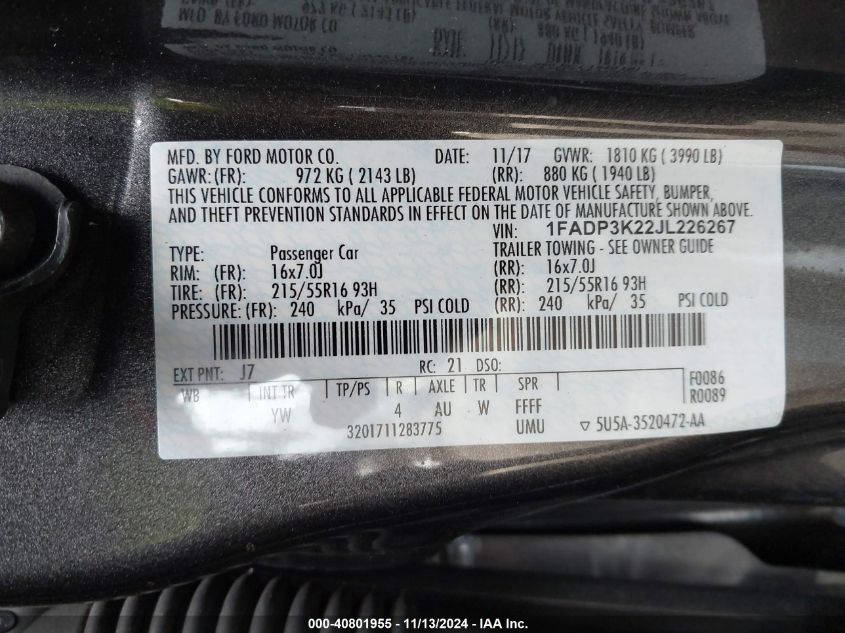 MFD. BY FORD MOTOR CO. DATE: 11/17 GVWR: 1810 KG ( 3990 LB)
GAWR:(FR): 972 KG ( 2143 LB) (RR): 880 KG ( 1940 LB)
THIS VEHICLE CONFORMS TO ALL APPLICABLE FEDERAL MOTOR VEHICLE SAFETY, BUMPER,
AND THEFT PREVENTION STANDARDS IN EFFECT ON THE DATE OF MANUFACTURE SHOWN ABOVE.
VIN: 1FADP3K22JL226267
TYPE: Passenger Car TRAILER TOWING - SEE OWNER GUIDE
RIM: (FR): 16x7.0J (RR): 16x7.0J
TIRE: (FR): 215/55R16 93H (RR): 215/55R16 93H
PRESSURE: (FR): 240 kPa/ 35 PSI COLD (RR): 240 kPa/ 35 PSI COLD
EXT PNT: J7 RC: 21 DSO:
WB INT TR TP/PS R AXLE TR SPR F0086
R0089
YW 4 AU W FFFF
3201711283775 UMU ▽ 5U5A-3520472-AA
000-40801955 - 11/13/2024 - IAA Inc.